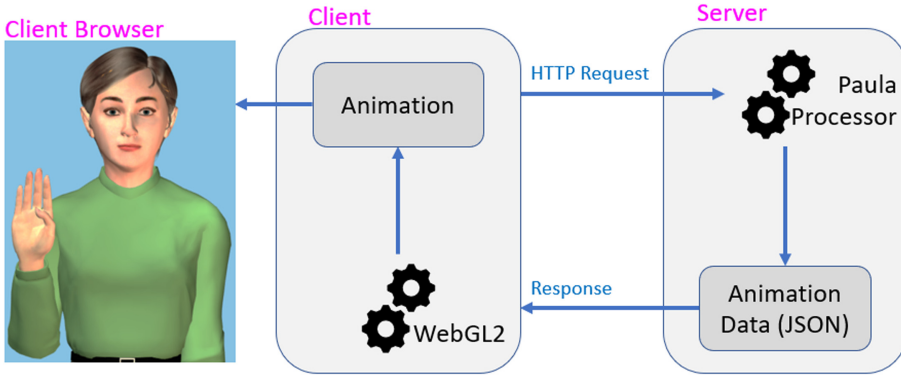 Client Browser
Client
Server
Animation
HTTP Request
Paula
Processor
WebGL2
Response
Animation
Data (JSON)